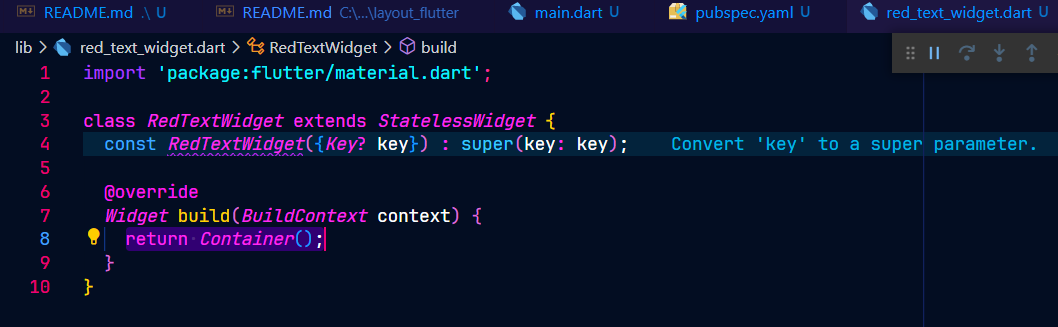 README.md .\ U README.md C:\...\layout_flutter main.dart U pubspec.yaml U red_text_widget.dart U
lib > red_text_widget.dart > RedTextWidget > build
1 import 'package:flutter/material.dart';
2
3 class RedTextWidget extends StatelessWidget {
4 const RedTextWidget({Key? key}) : super(key: key); Convert 'key' to a super parameter.
5
6 @override
7 Widget build(BuildContext context) {
8 return Container();
9 }
10 }